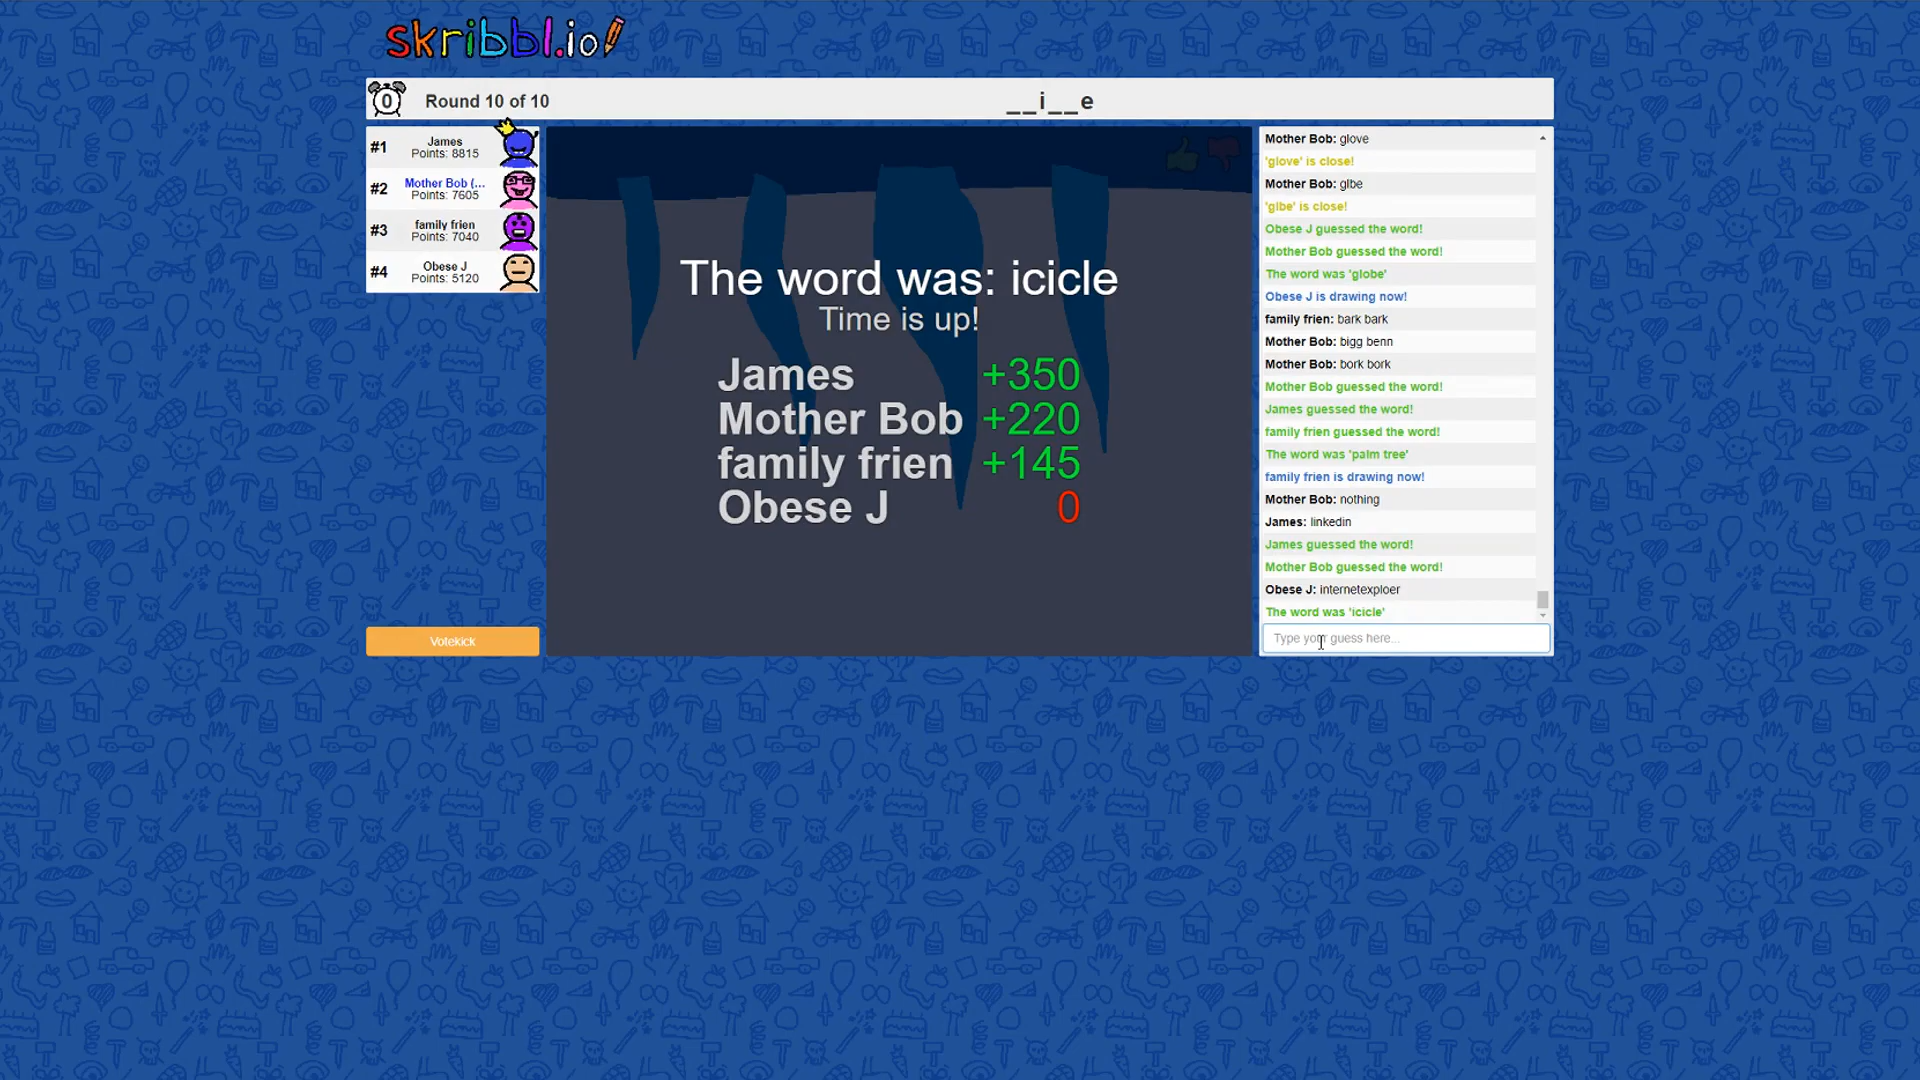 skribbl.io
0
Round 10 of 10
__i__e
#1
James
Points: 8815
#2
Mother Bob (...
Points: 7605
#3
family frien
Points: 7040
#4
Obese J
Points: 5120
Votekick
The word was: icicle
Time is up!
James +350
Mother Bob +220
family frien +145
Obese J 0
Mother Bob: glove
'glove' is close!
Mother Bob: glbe
'glbe' is close!
Obese J guessed the word!
Mother Bob guessed the word!
The word was 'globe'
Obese J is drawing now!
family frien: bark bark
Mother Bob: bigg benn
Mother Bob: bork bork
Mother Bob guessed the word!
James guessed the word!
family frien guessed the word!
The word was 'palm tree'
family frien is drawing now!
Mother Bob: nothing
James: linkedin
James guessed the word!
Mother Bob guessed the word!
Obese J: internetexploer
The word was 'icicle'
Type your guess here...